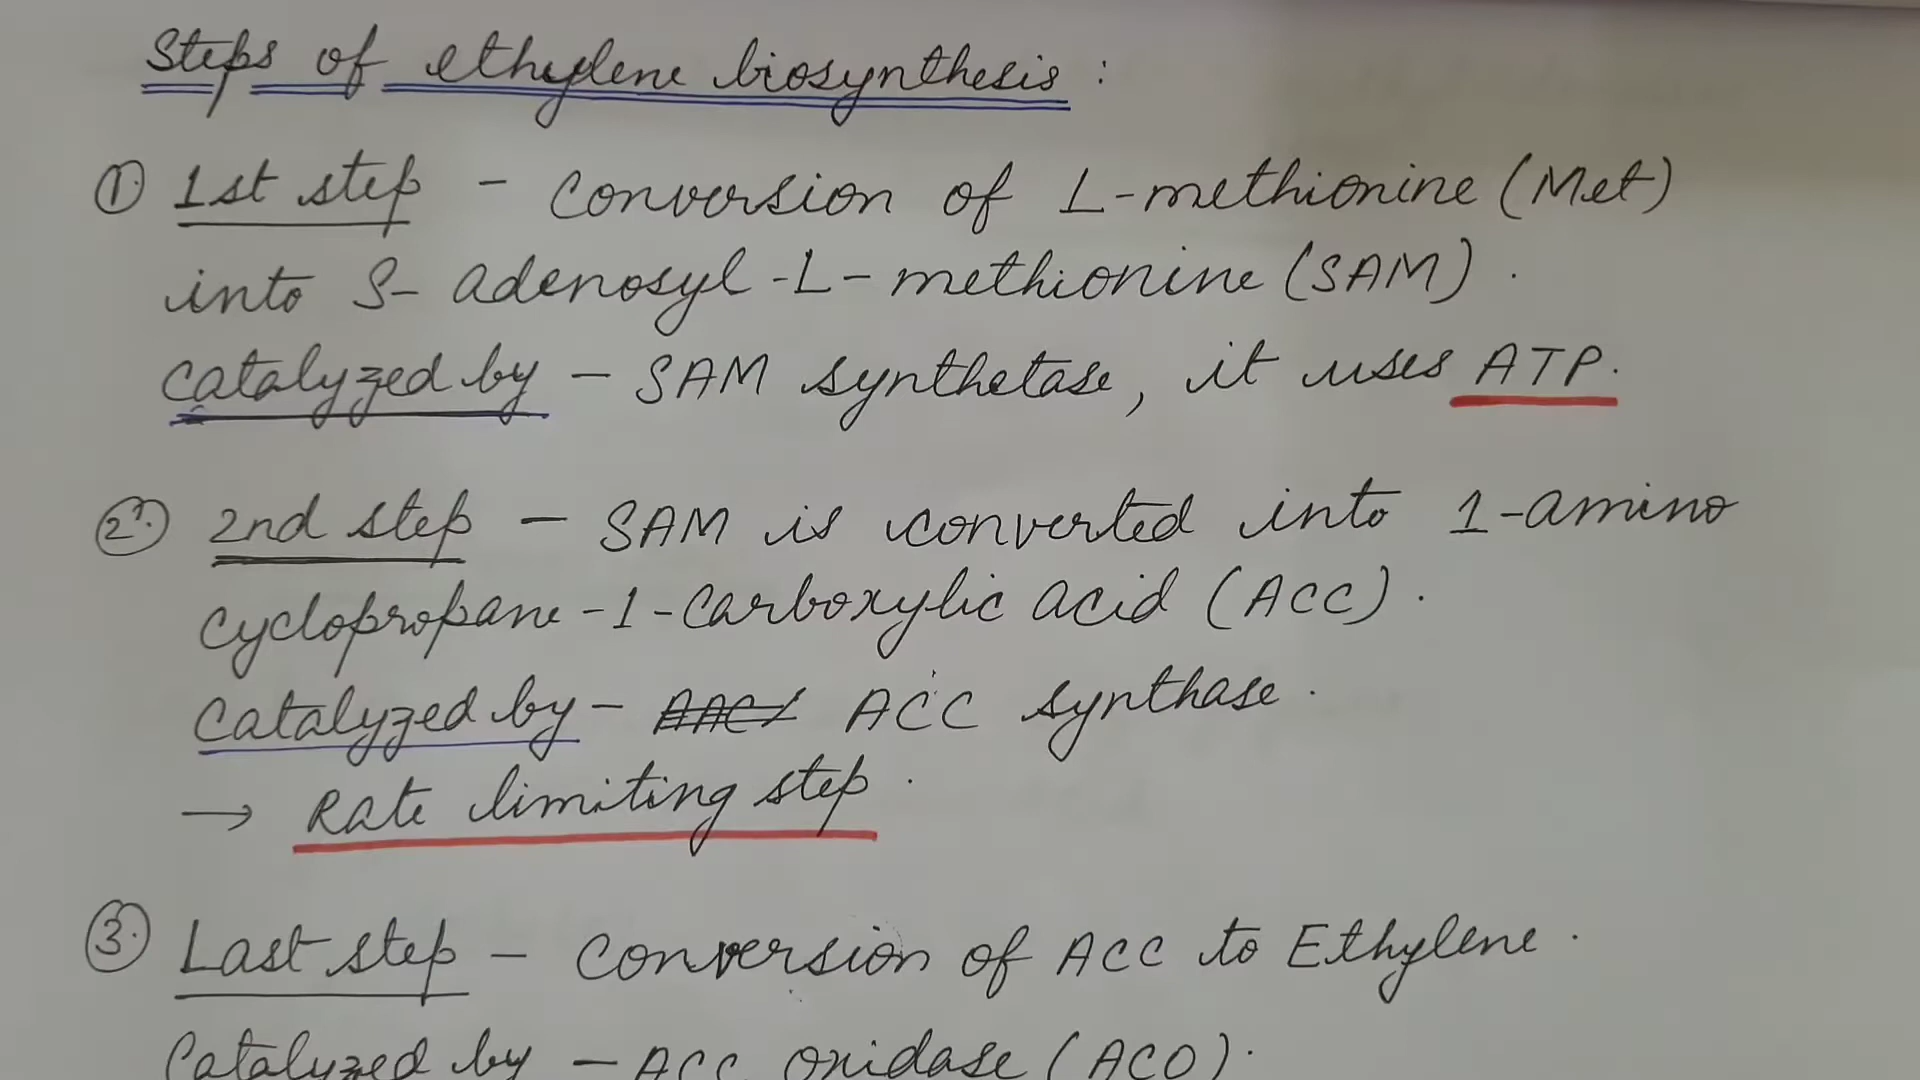 Steps of ethylene biosynthesis :
① 1st step - Conversion of L-methionine (Met)
into S- adenosyl -L- methionine (SAM) .
Catalyzed by - SAM synthetase, it uses ATP.
② 2nd step - SAM is converted into 1-amino
cyclopropane -1-carboxylic acid (ACC) .
Catalyzed by - ACC synthase .
→ Rate limiting step .
③ Last step - Conversion of ACC to Ethylene .
Catalyzed by - ACC oxidase (ACO).